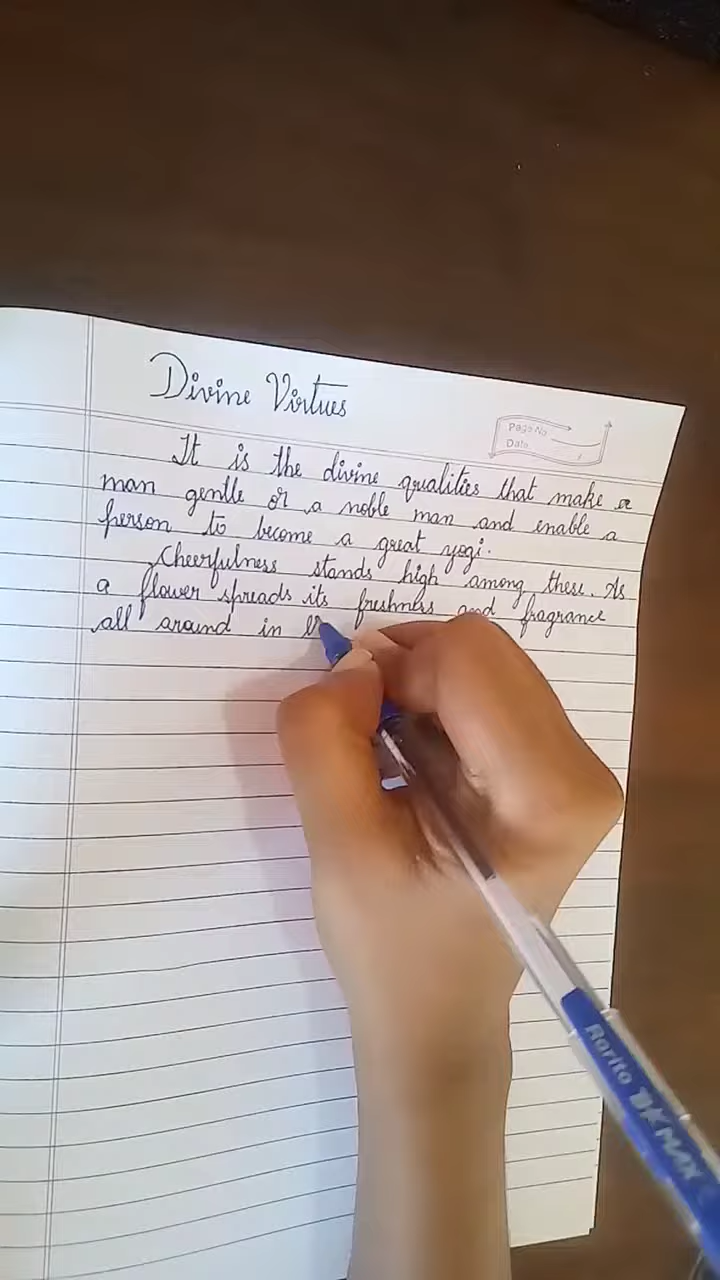 Divine Virtues
Page No.
Date
It is the divine qualities that make a
man gentle or a noble man and enable a
person to become a great yogi.
Cheerfulness stands high among these. As
a flower spreads its freshness and fragrance
all around in
Rorito
MAX